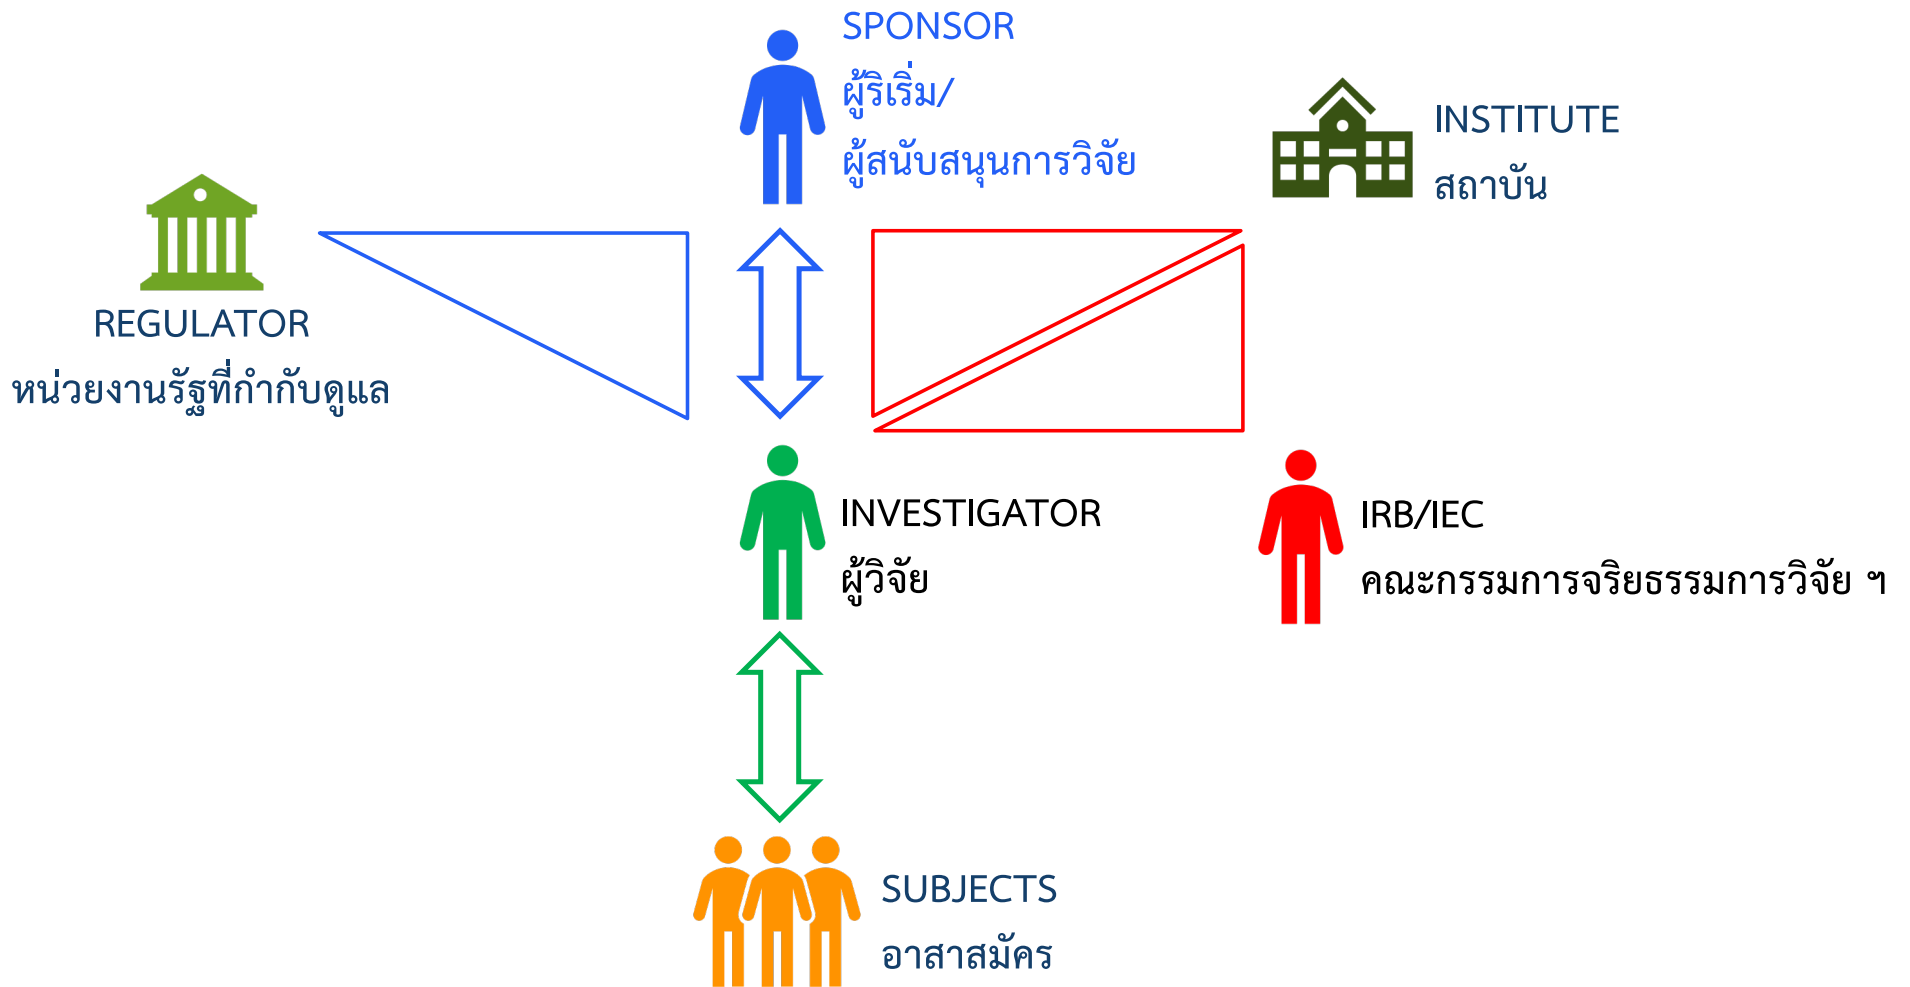 SPONSOR
ผู้ริเริ่ม/
ผู้สนับสนุนการวิจัย
INSTITUTE
สถาบัน
REGULATOR
หน่วยงานรัฐที่กำกับดูแล
INVESTIGATOR
ผู้วิจัย
IRB/IEC
คณะกรรมการจริยธรรมการวิจัย ฯ
SUBJECTS
อาสาสมัคร